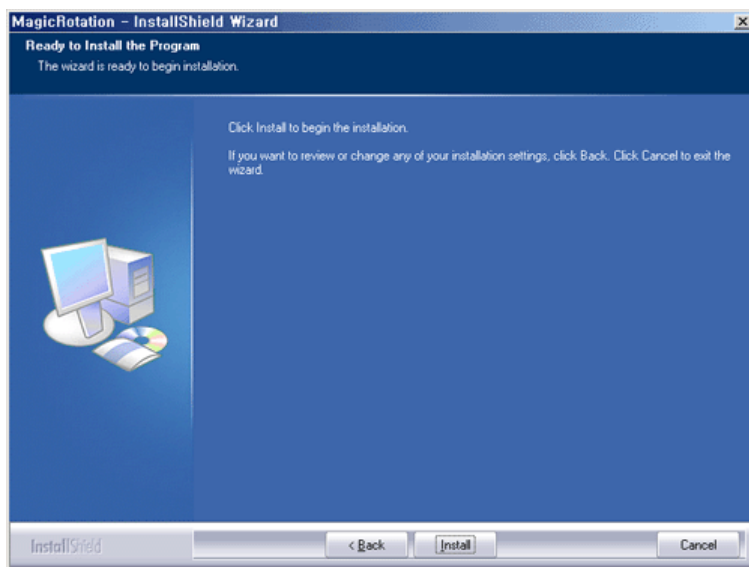 MagicRotation - InstallShield Wizard
Ready to Install the Program
The wizard is ready to begin installation.
Click Install to begin the installation.
If you want to review or change any of your installation settings, click Back. Click Cancel to exit the
wizard.
InstallShield
< Back
Install
Cancel